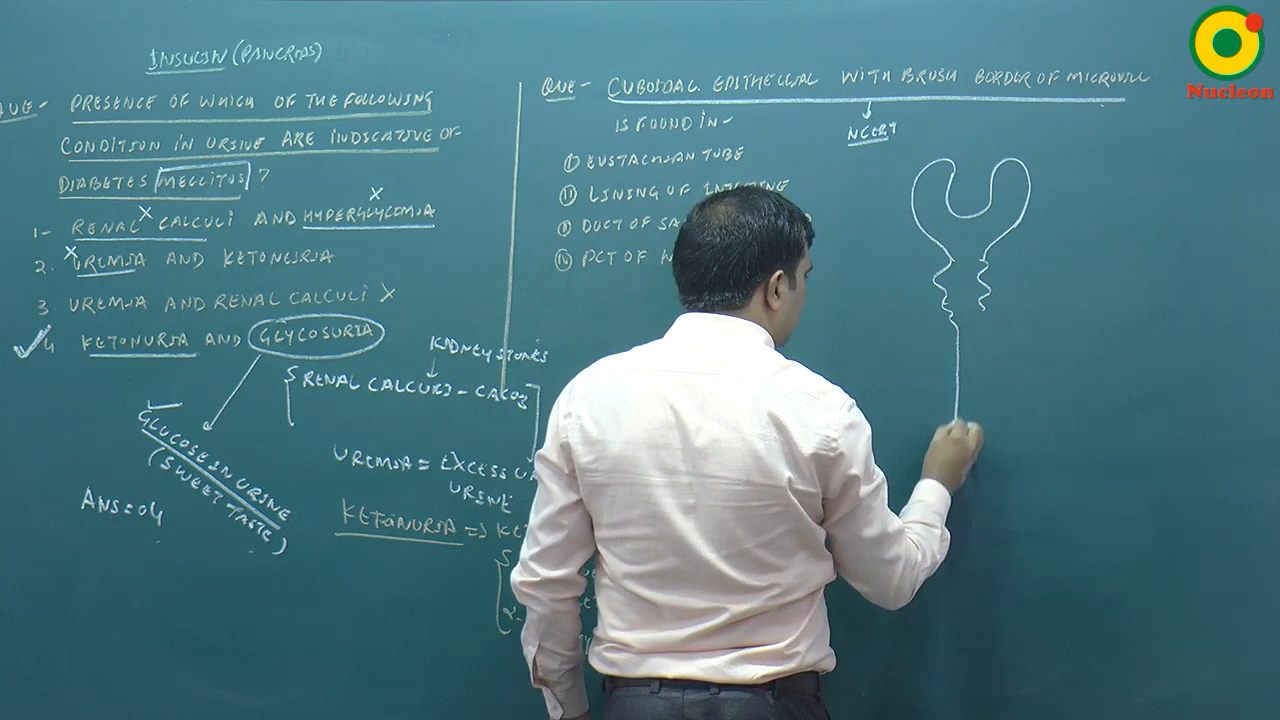 INSULIN (PANCREAS)
QUE - PRESENCE OF WHICH OF THE FOLLOWING
CONDITION IN URINE ARE INDICATIVE OF
DIABETES MELLITUS ?
1- RENAL CALCULI AND HYPERGLYCEMIA
2. UREMIA AND KETONURIA
3. UREMIA AND RENAL CALCULI X
4 KETONURIA AND GLYCOSURIA
KIDNEY STONES
RENAL CALCULI - CACO3
GLUCOSE IN URINE
(SWEET TASTE)
UREMIA = EXCESS
URINE
ANS = 04
KETONURIA =>
QUE - CUBOIDAL EPITHELIAL WITH BRUSH BORDER OF MICROVILLI
NCERT
IS FOUND IN -
(I) EUSTACHIAN TUBE
(II) LINING OF INTESTINE
DUCT OF
(IV) PCT OF
Nucleon